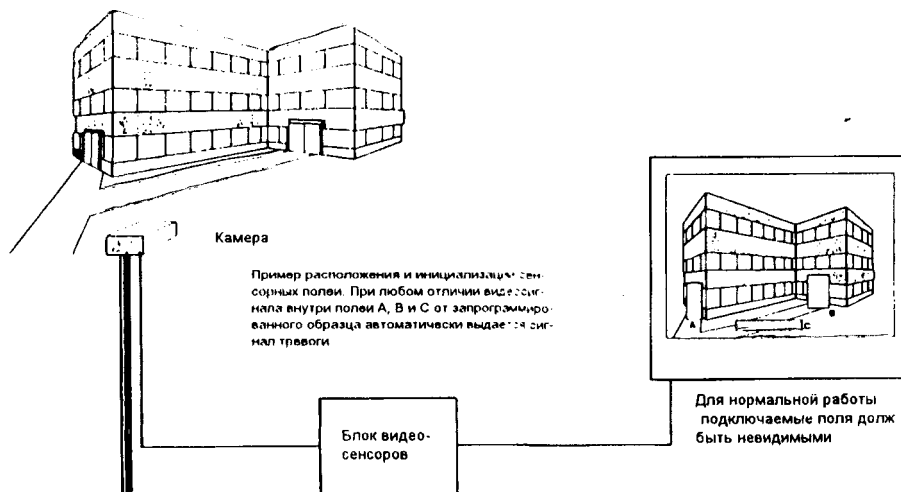 Камера
Пример расположения и инициализации сен-
сорных полей. При любом отличии видеосиг-
нала внутри полей A, B и C от запрограммиро-
ванного образца автоматически выдается сиг-
нал тревоги
A
C
B
Для нормальной работы
подключаемые поля долж
быть невидимыми
Блок видео-
сенсоров